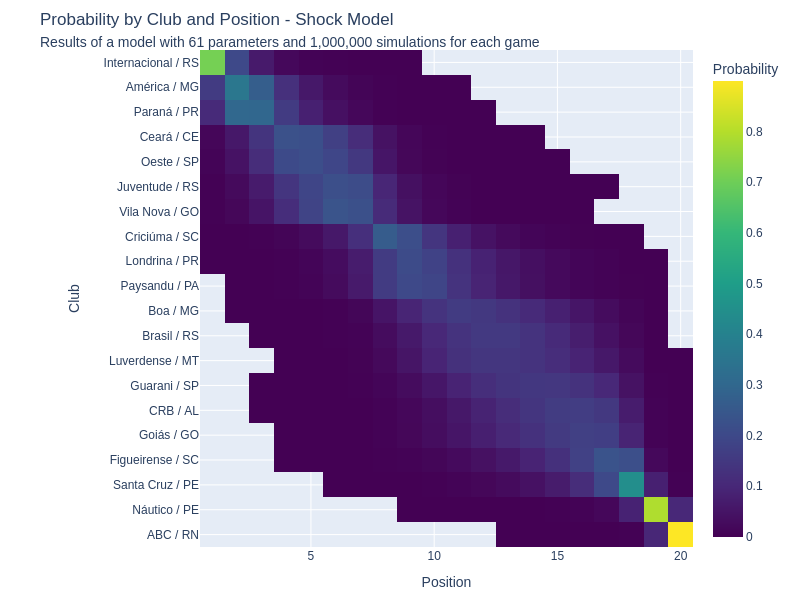 Probability by Club and Position - Shock Model
Results of a model with 61 parameters and 1,000,000 simulations for each game
Probability
Internacional / RS
América / MG
Paraná / PR
Ceará / CE
Oeste / SP
Juventude / RS
Vila Nova / GO
Criciúma / SC
Londrina / PR
Paysandu / PA
Boa / MG
Brasil / RS
Luverdense / MT
Guarani / SP
CRB / AL
Goiás / GO
Figueirense / SC
Santa Cruz / PE
Náutico / PE
ABC / RN
Club
0.8
0.7
0.6
0.5
0.4
0.3
0.2
0.1
0
5
10
15
20
Position